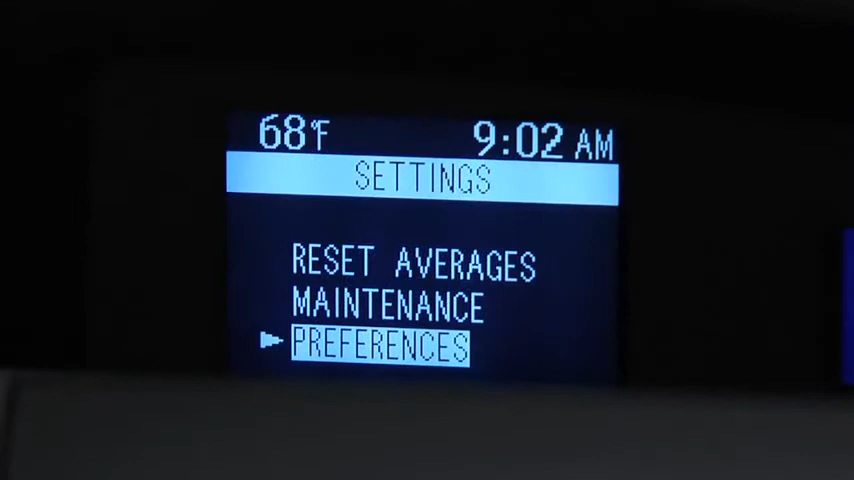 68°F 9:02 AM
SETTINGS
RESET AVERAGES
MAINTENANCE
PREFERENCES